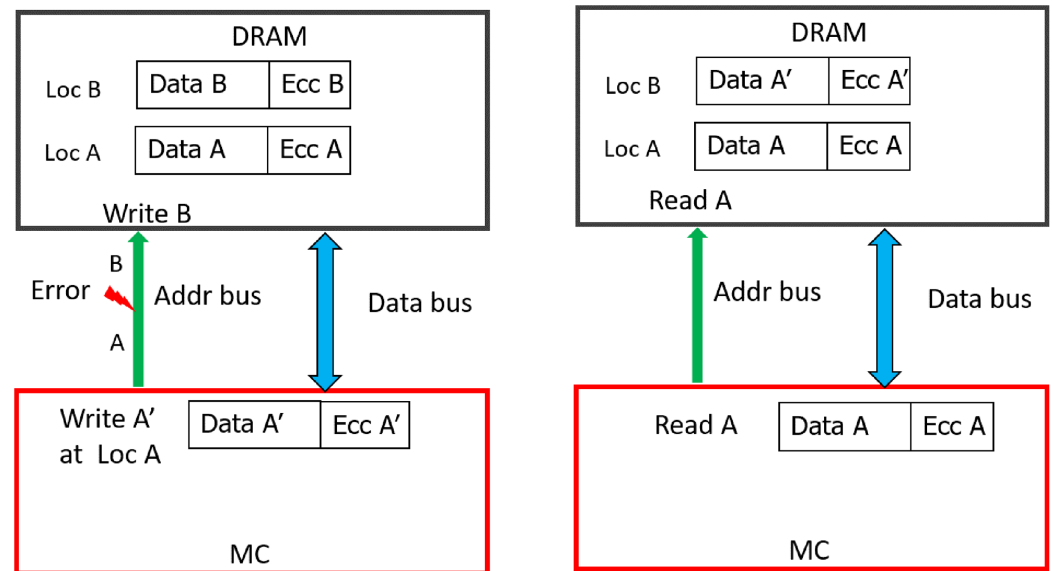 DRAM
Loc B
Data B
Ecc B
Loc A
Data A
Ecc A
Write B
B
Error
Addr bus
Data bus
A
Write A′
at Loc A
Data A′
Ecc A′
MC
DRAM
Loc B
Data A′
Ecc A′
Loc A
Data A
Ecc A
Read A
Addr bus
Data bus
Read A
Data A
Ecc A
MC